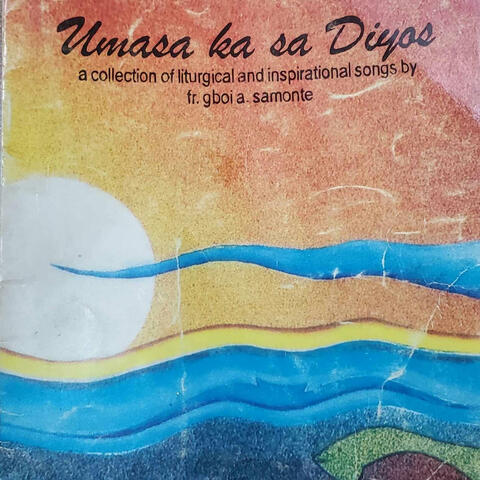 Umasa ka sa Diyos
a collection of liturgical and inspirational songs by
fr. gboi a. samonte